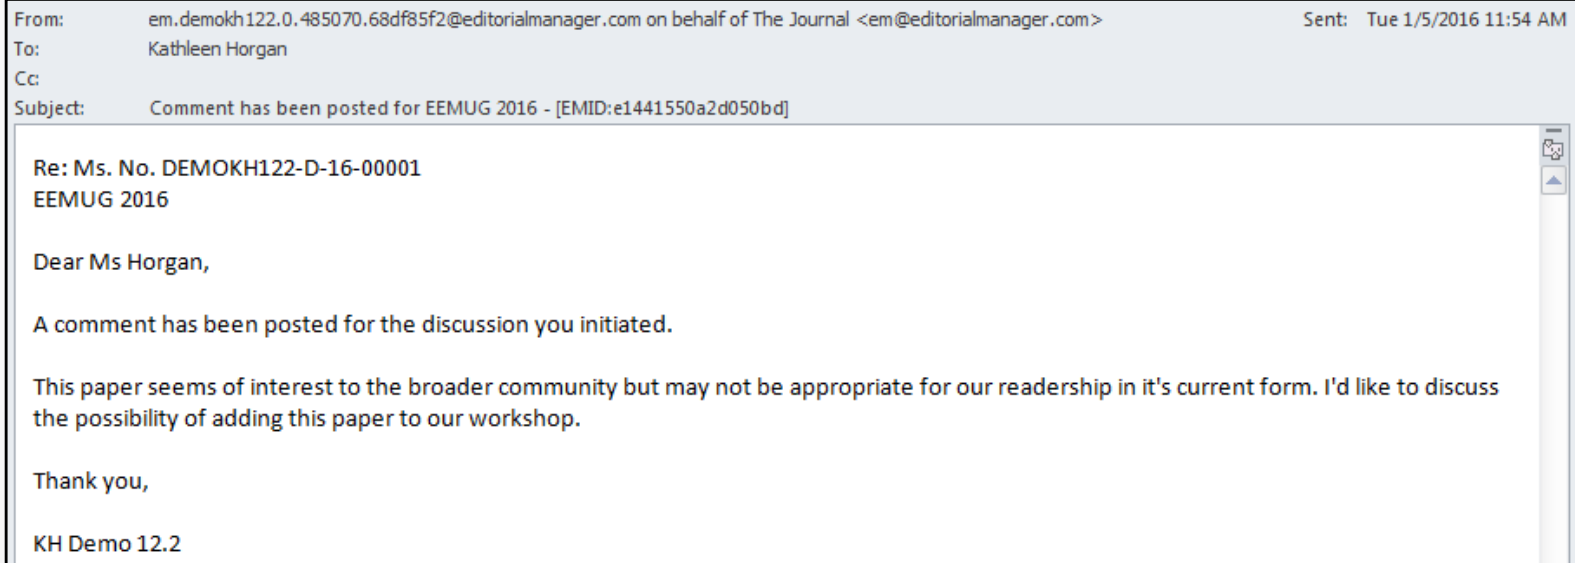 From: em.demokh122.0.485070.68df85f2@editorialmanager.com on behalf of The Journal <em@editorialmanager.com> Sent: Tue 1/5/2016 11:54 AM
To: Kathleen Horgan
Cc:
Subject: Comment has been posted for EEMUG 2016 - [EMID:e1441550a2d050bd]
Re: Ms. No. DEMOKH122-D-16-00001
EEMUG 2016
Dear Ms Horgan,
A comment has been posted for the discussion you initiated.
This paper seems of interest to the broader community but may not be appropriate for our readership in it's current form. I'd like to discuss
the possibility of adding this paper to our workshop.
Thank you,
KH Demo 12.2